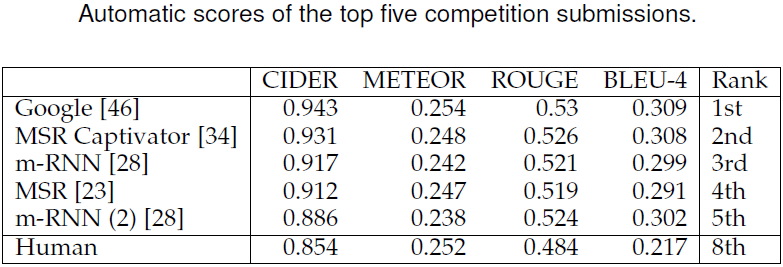 Automatic scores of the top five competition submissions.
CIDER METEOR ROUGE BLEU-4 Rank
Google [46] 0.943 0.254 0.53 0.309 1st
MSR Captivator [34] 0.931 0.248 0.526 0.308 2nd
m-RNN [28] 0.917 0.242 0.521 0.299 3rd
MSR [23] 0.912 0.247 0.519 0.291 4th
m-RNN (2) [28] 0.886 0.238 0.524 0.302 5th
Human 0.854 0.252 0.484 0.217 8th